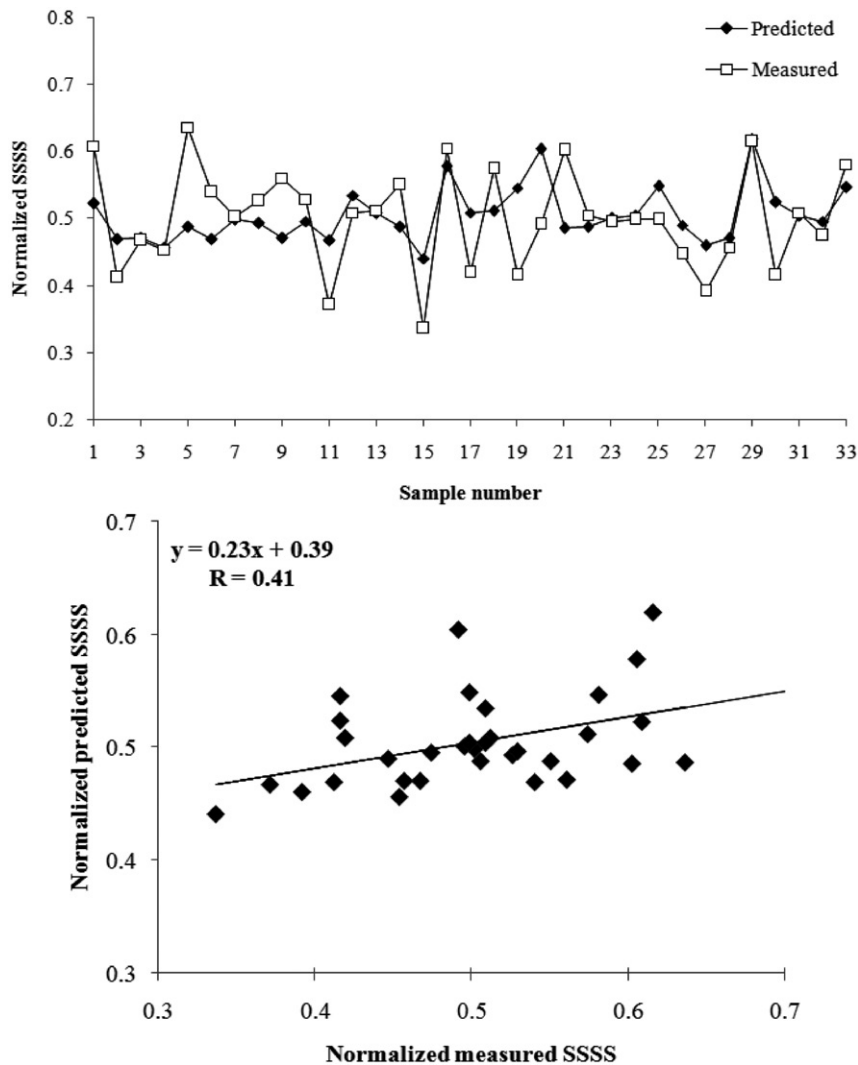 0.8
0.7
0.6
0.5
0.4
0.3
0.2
Normalized SSSS
Predicted
Measured
1 3 5 7 9 11 13 15 17 19 21 23 25 27 29 31 33
Sample number
0.7
0.6
0.5
0.4
0.3
Normalized predicted SSSS
y = 0.23x + 0.39
R = 0.41
0.3 0.4 0.5 0.6 0.7
Normalized measured SSSS